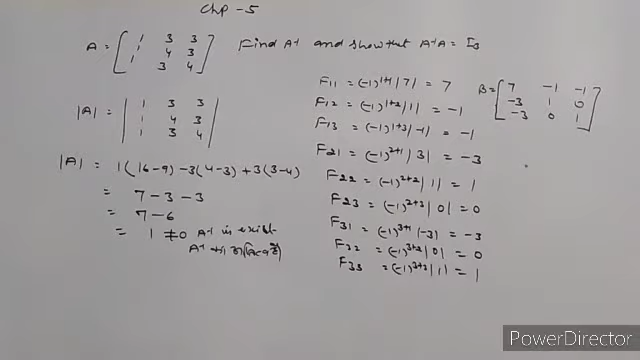 Chp - 5
A = [ 1 3 3
1 4 3
1 3 4 ] Find A⁻¹ and show that A⁻¹A = I₃
|A| = | 1 3 3
1 4 3
1 3 4 |
|A| = 1(16-9) -3(4-3) +3(3-4)
= 7-3-3
= 7-6
= 1 ≠0 A⁻¹ is exist
A⁻¹ का
F11 = (-1)^1+1 |7| = 7
F12 = (-1)^1+2 |1| = -1
F13 = (-1)^1+3 |-1| = -1
F21 = (-1)^2+1 |3| = -3
F22 = (-1)^2+2 |1| = 1
F23 = (-1)^2+3 |0| = 0
F31 = (-1)^3+1 (-3) = -3
F32 = (-1)^3+2 |0| = 0
F33 = (-1)^3+3 |1| = 1
B = [ 7 -1 -1
-3 1 0
-3 0 1 ]
PowerDirector